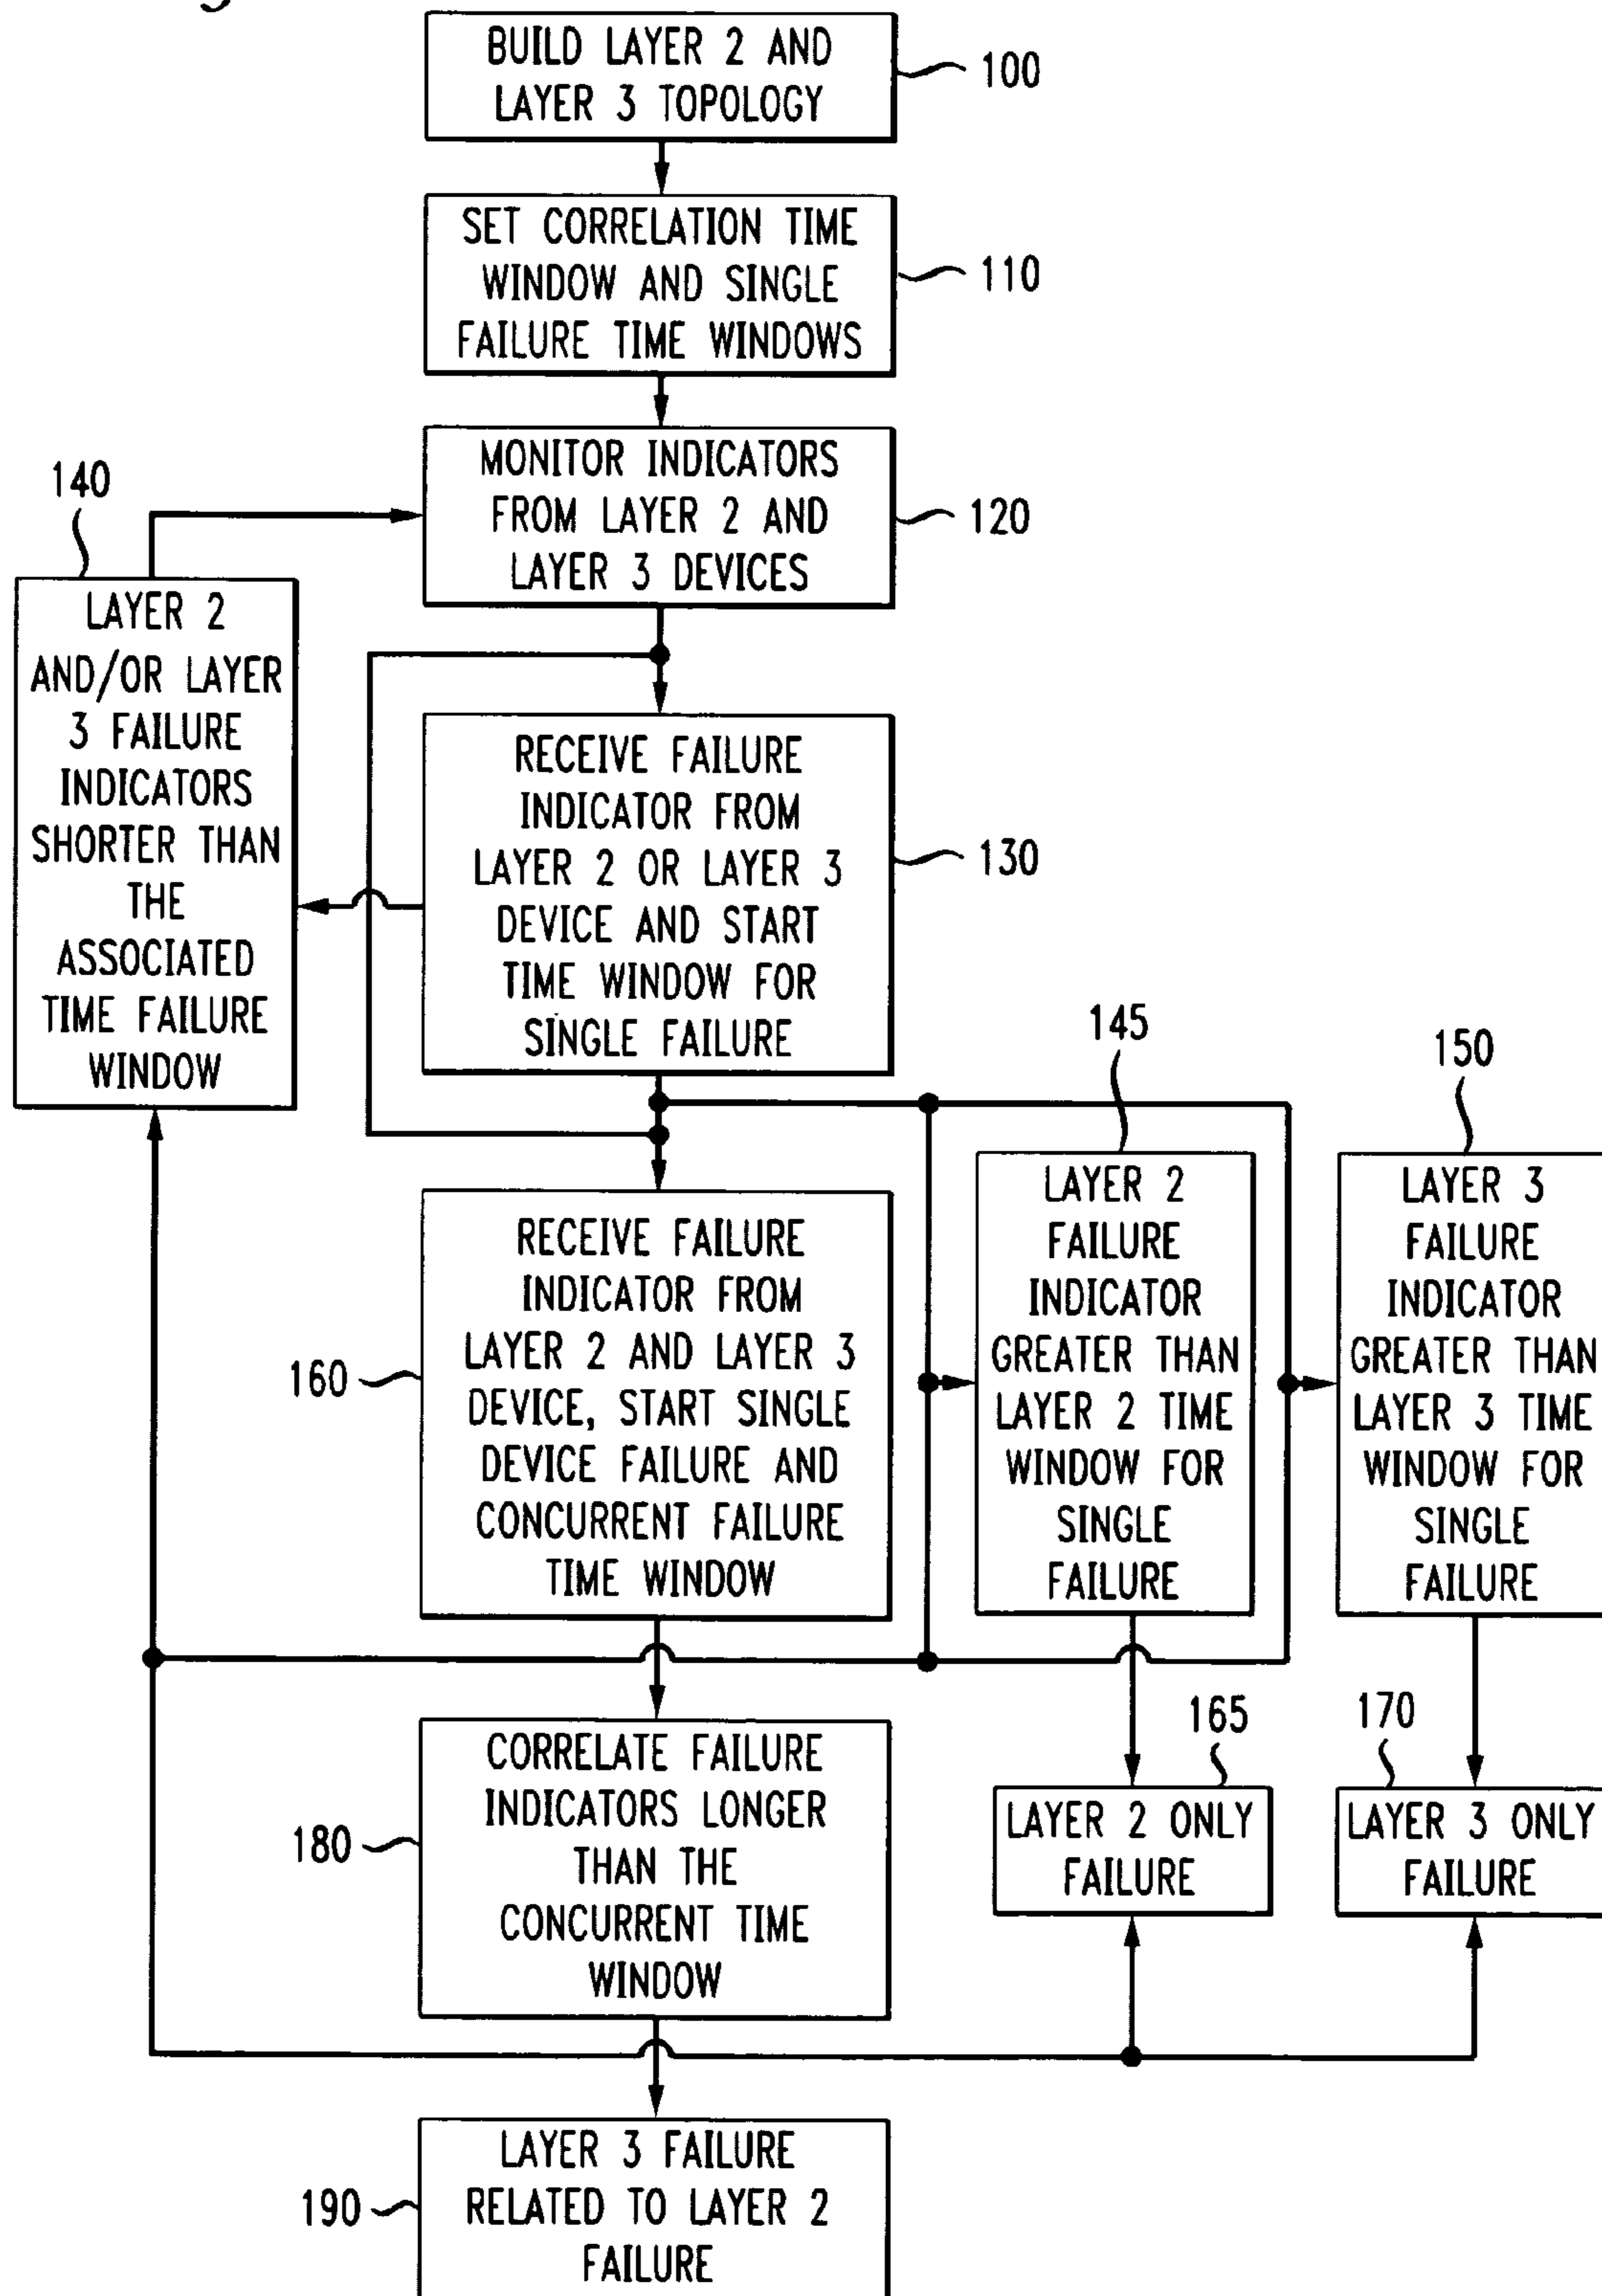 BUILD LAYER 2 AND
LAYER 3 TOPOLOGY
100
SET CORRELATION TIME
WINDOW AND SINGLE
FAILURE TIME WINDOWS
110
MONITOR INDICATORS
FROM LAYER 2 AND
LAYER 3 DEVICES
120
140
LAYER 2
AND/OR LAYER
3 FAILURE
INDICATORS
SHORTER THAN
THE
ASSOCIATED
TIME FAILURE
WINDOW
RECEIVE FAILURE
INDICATOR FROM
LAYER 2 OR LAYER 3
DEVICE AND START
TIME WINDOW FOR
SINGLE FAILURE
130
145
LAYER 2
FAILURE
INDICATOR
GREATER THAN
LAYER 2 TIME
WINDOW FOR
SINGLE
FAILURE
150
LAYER 3
FAILURE
INDICATOR
GREATER THAN
LAYER 3 TIME
WINDOW FOR
SINGLE
FAILURE
160
RECEIVE FAILURE
INDICATOR FROM
LAYER 2 AND LAYER 3
DEVICE, START SINGLE
DEVICE FAILURE AND
CONCURRENT FAILURE
TIME WINDOW
165
LAYER 2 ONLY
FAILURE
170
LAYER 3 ONLY
FAILURE
180
CORRELATE FAILURE
INDICATORS LONGER
THAN THE
CONCURRENT TIME
WINDOW
190
LAYER 3 FAILURE
RELATED TO LAYER 2
FAILURE